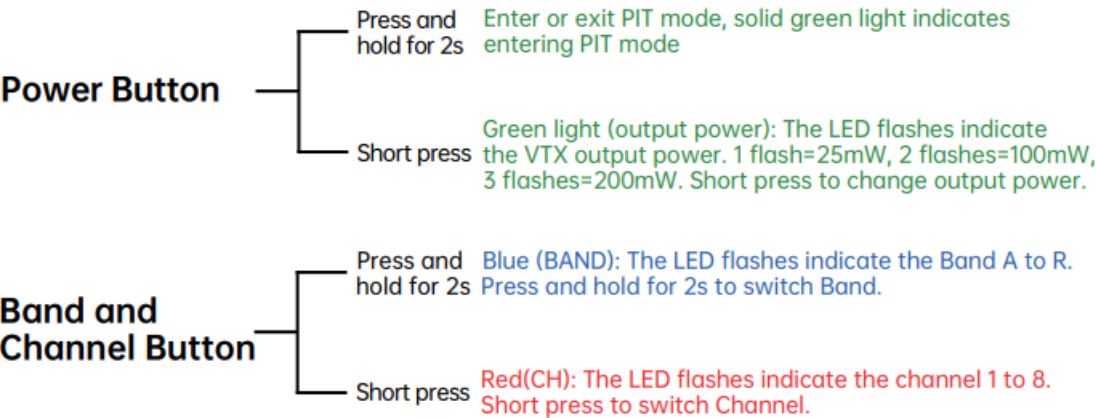 Power Button
Press and
hold for 2s
Enter or exit PIT mode, solid green light indicates
entering PIT mode
Short press
Green light (output power): The LED flashes indicate
the VTX output power. 1 flash=25mW, 2 flashes=100mW,
3 flashes=200mW. Short press to change output power.
Band and
Channel Button
Press and
hold for 2s
Blue (BAND): The LED flashes indicate the Band A to R.
Press and hold for 2s to switch Band.
Short press
Red(CH): The LED flashes indicate the channel 1 to 8.
Short press to switch Channel.